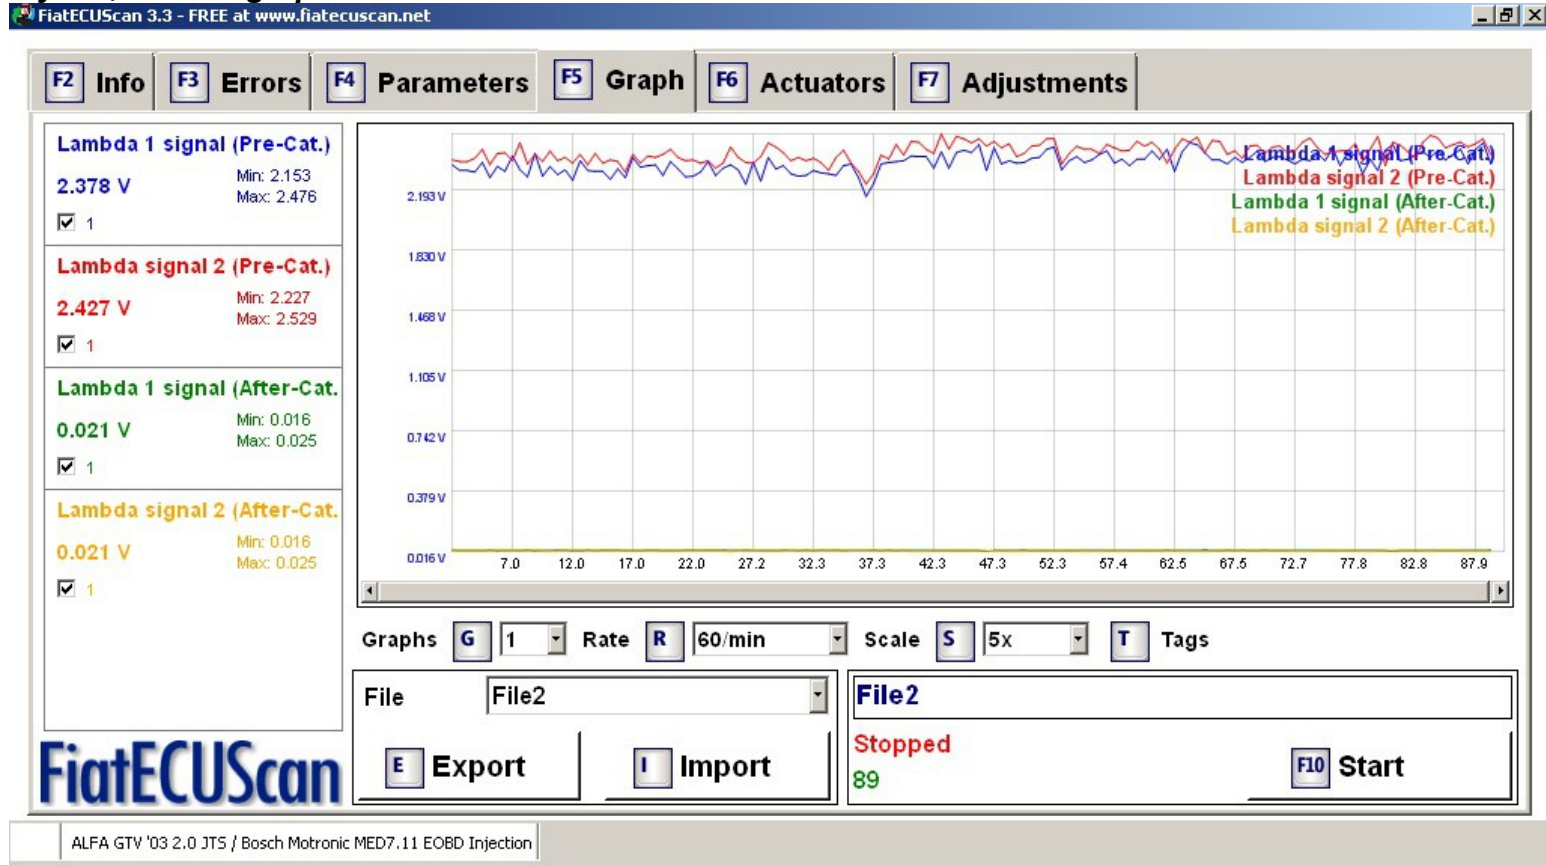 FiatECUScan 3.3 - FREE at www.fiatecuscan.net
F2 Info F3 Errors F4 Parameters F5 Graph F6 Actuators F7 Adjustments
Lambda 1 signal (Pre-Cat.)
2.378 V
Min: 2.153
Max: 2.476
1
Lambda signal 2 (Pre-Cat.)
2.427 V
Min: 2.227
Max: 2.529
1
Lambda 1 signal (After-Cat.
0.021 V
Min: 0.016
Max: 0.025
1
Lambda signal 2 (After-Cat.
0.021 V
Min: 0.016
Max: 0.025
1
Lambda 1 signal (Pre-Cat.)
Lambda signal 2 (Pre-Cat.)
Lambda 1 signal (After-Cat.)
Lambda signal 2 (After-Cat.)
2.193 V
1.830 V
1.468 V
1.105 V
0.742 V
0.379 V
0.016 V
7.0 12.0 17.0 22.0 27.2 32.3 37.3 42.3 47.3 52.3 57.4 62.5 67.5 72.7 77.8 82.8 87.9
Graphs G 1 Rate R 60/min Scale S 5x T Tags
File File2
File2
E Export I Import
Stopped
89
F10 Start
FiatECUScan
ALFA GTV '03 2.0 JTS / Bosch Motronic MED7.11 EOBD Injection